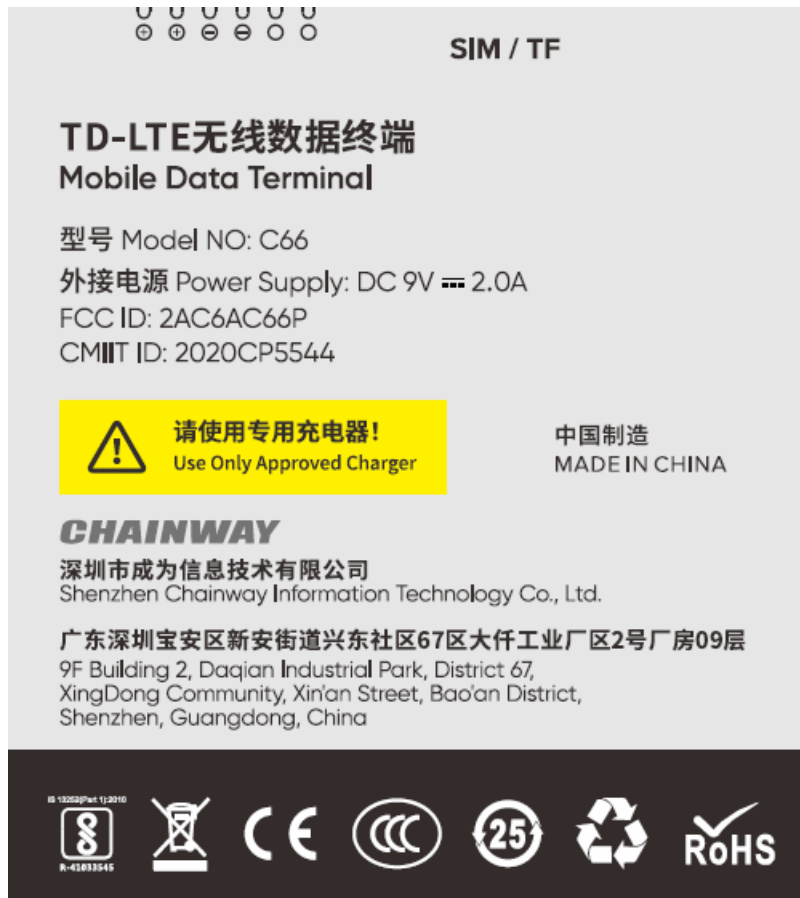 SIM / TF
TD-LTE无线数据终端
Mobile Data Terminal
型号 Model NO: C66
外接电源 Power Supply: DC 9V ⎓ 2.0A
FCC ID: 2AC6AC66P
CMIIT ID: 2020CP5544
请使用专用充电器!
Use Only Approved Charger
中国制造
MADE IN CHINA
CHAINWAY
深圳市成为信息技术有限公司
Shenzhen Chainway Information Technology Co., Ltd.
广东深圳宝安区新安街道兴东社区67区大仟工业厂区2号厂房09层
9F Building 2, Daqian Industrial Park, District 67,
XingDong Community, Xin'an Street, Bao'an District,
Shenzhen, Guangdong, China
IS 13252(Part 1):2010
R-41033545
CE
CCC
25
RoHS